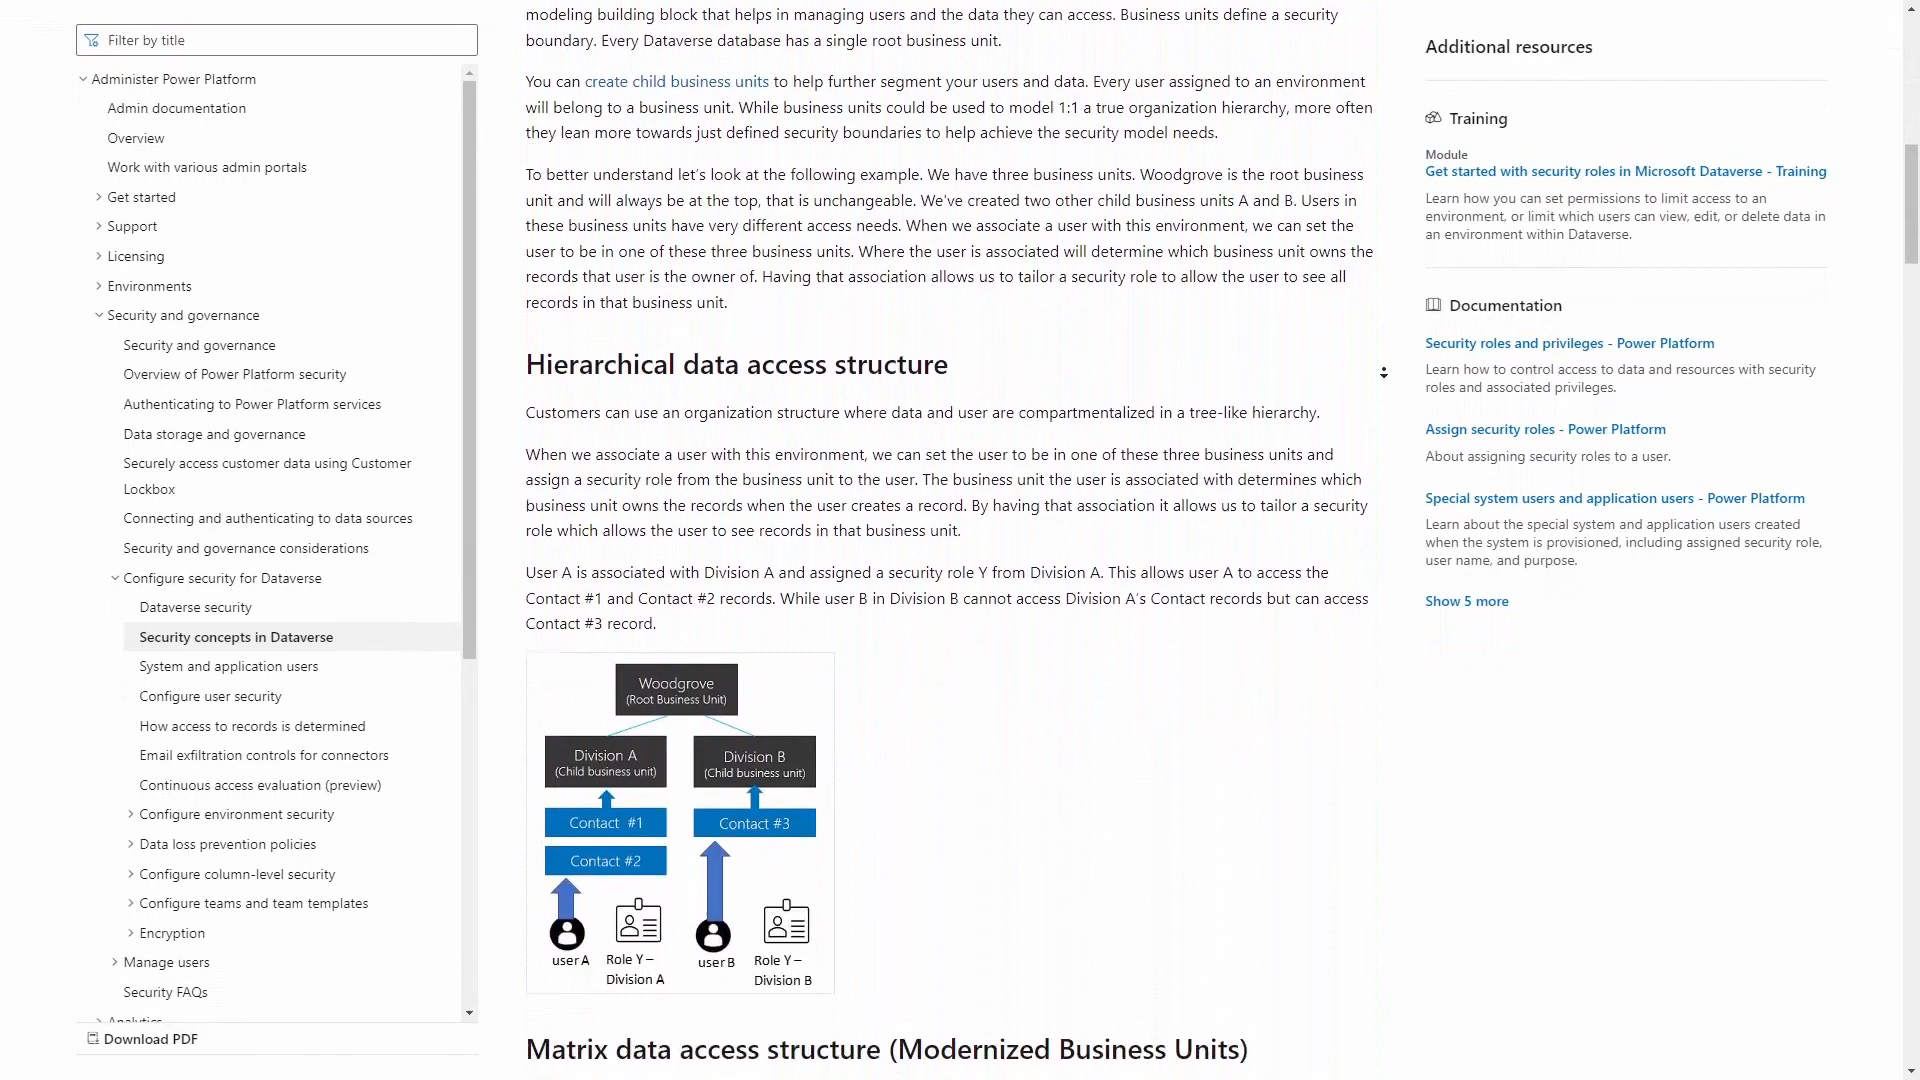 Filter by title
Administer Power Platform
Admin documentation
Overview
Work with various admin portals
Get started
Support
Licensing
Environments
Security and governance
Security and governance
Overview of Power Platform security
Authenticating to Power Platform services
Data storage and governance
Securely access customer data using Customer
Lockbox
Connecting and authenticating to data sources
Security and governance considerations
Configure security for Dataverse
Dataverse security
Security concepts in Dataverse
System and application users
Configure user security
How access to records is determined
Email exfiltration controls for connectors
Continuous access evaluation (preview)
Configure environment security
Data loss prevention policies
Configure column-level security
Configure teams and team templates
Encryption
Manage users
Security FAQs
Analytics
Download PDF
modeling building block that helps in managing users and the data they can access. Business units define a security
boundary. Every Dataverse database has a single root business unit.
You can create child business units to help further segment your users and data. Every user assigned to an environment
will belong to a business unit. While business units could be used to model 1:1 a true organization hierarchy, more often
they lean more towards just defined security boundaries to help achieve the security model needs.
To better understand let's look at the following example. We have three business units. Woodgrove is the root business
unit and will always be at the top, that is unchangeable. We've created two other child business units A and B. Users in
these business units have very different access needs. When we associate a user with this environment, we can set the
user to be in one of these three business units. Where the user is associated will determine which business unit owns the
records that user is the owner of. Having that association allows us to tailor a security role to allow the user to see all
records in that business unit.
Hierarchical data access structure
Customers can use an organization structure where data and user are compartmentalized in a tree-like hierarchy.
When we associate a user with this environment, we can set the user to be in one of these three business units and
assign a security role from the business unit to the user. The business unit the user is associated with determines which
business unit owns the records when the user creates a record. By having that association it allows us to tailor a security
role which allows the user to see records in that business unit.
User A is associated with Division A and assigned a security role Y from Division A. This allows user A to access the
Contact #1 and Contact #2 records. While user B in Division B cannot access Division A's Contact records but can access
Contact #3 record.
Woodgrove
(Root Business Unit)
Division A
(Child business unit)
Division B
(Child business unit)
Contact #1
Contact #3
Contact #2
user A
Role Y –
Division A
user B
Role Y –
Division B
Matrix data access structure (Modernized Business Units)
Additional resources
Training
Module
Get started with security roles in Microsoft Dataverse - Training
Learn how you can set permissions to limit access to an
environment, or limit which users can view, edit, or delete data in
an environment within Dataverse.
Documentation
Security roles and privileges - Power Platform
Learn how to control access to data and resources with security
roles and associated privileges.
Assign security roles - Power Platform
About assigning security roles to a user.
Special system users and application users - Power Platform
Learn about the special system and application users created
when the system is provisioned, including assigned security role,
user name, and purpose.
Show 5 more